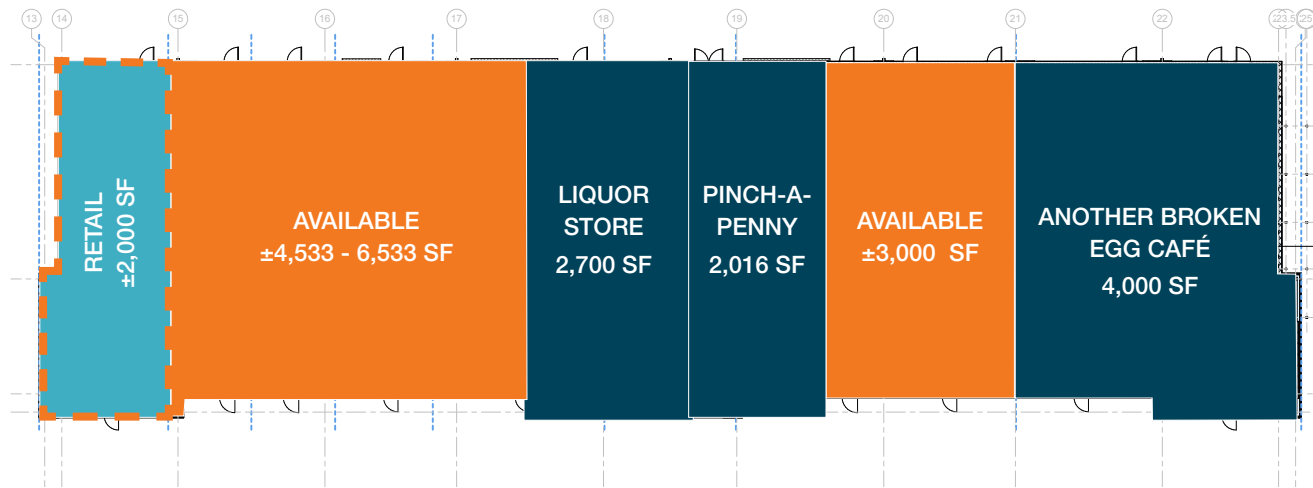 13
14
15
16
17
18
19
20
21
22
RETAIL
±2,000 SF
AVAILABLE
±4,533 - 6,533 SF
LIQUOR
STORE
2,700 SF
PINCH-A-
PENNY
2,016 SF
AVAILABLE
±3,000 SF
ANOTHER BROKEN
EGG CAFÉ
4,000 SF